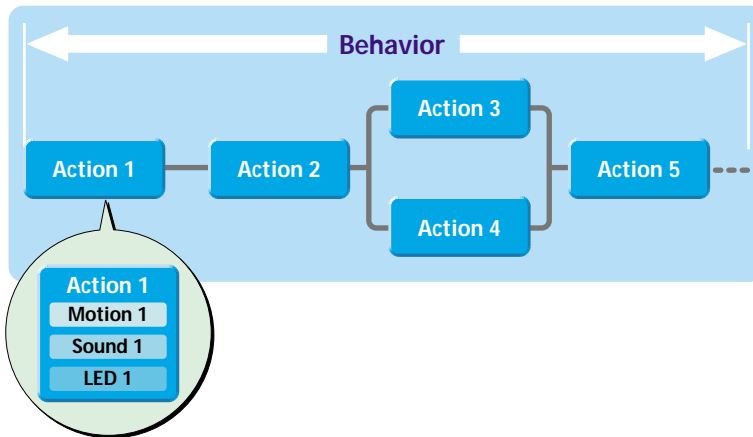 Behavior
Action 1
Action 2
Action 3
Action 4
Action 5
Action 1
Motion 1
Sound 1
LED 1